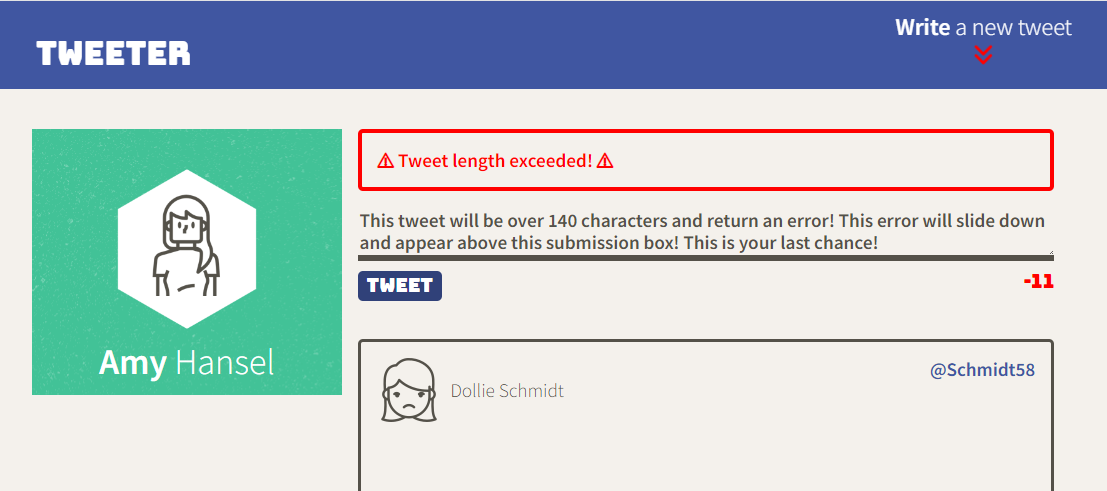 TWEETER
Write a new tweet
⚠ Tweet length exceeded! ⚠
This tweet will be over 140 characters and return an error! This error will slide down
and appear above this submission box! This is your last chance!
TWEET
-11
Amy Hansel
Dollie Schmidt
@Schmidt58